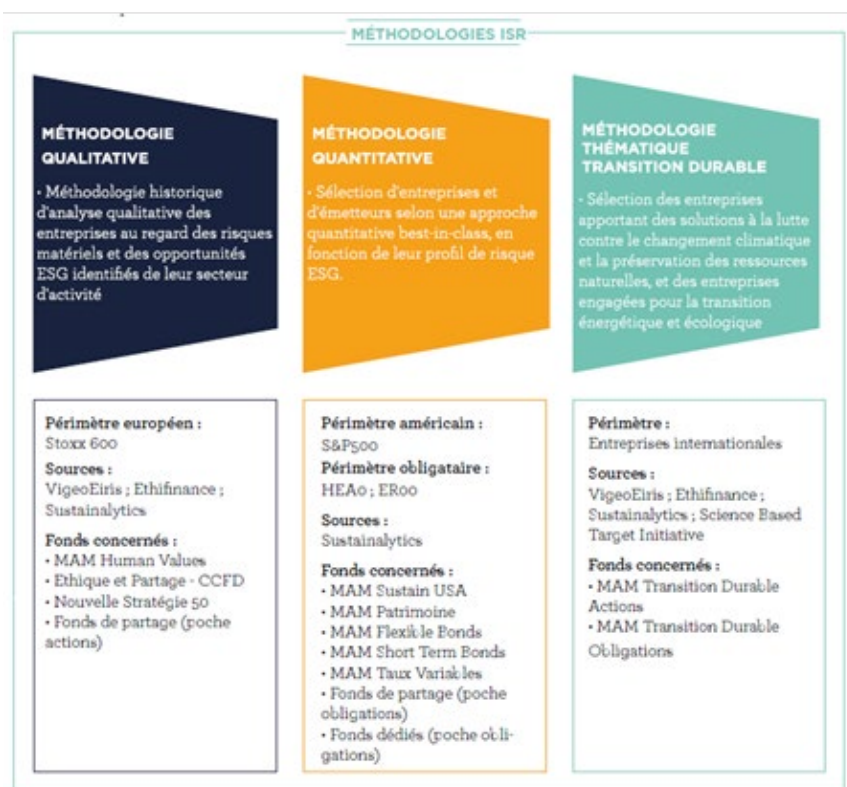 MÉTHODOLOGIES ISR
MÉTHODOLOGIE
QUALITATIVE
· Méthodologie historique
d'analyse qualitative des
entreprises au regard des risques
matériels et des opportunités
ESG identifiés de leur secteur
d'activité
Périmètre européen :
Stoxx 600
Sources :
VigeoEiris ; Ethifinance ;
Sustainalytics
Fonds concernés :
• MAM Human Values
• Ethique et Partage - CCFD
• Nouvelle Stratégie 50
• Fonds de partage (poche
actions)
MÉTHODOLOGIE
QUANTITATIVE
· Sélection d'entreprises et
d'émetteurs selon une approche
quantitative best-in-class, en
fonction de leur profil de risque
ESG.
Périmètre américain :
S&P500
Périmètre obligataire :
HEA0 ; ER00
Sources :
Sustainalytics
Fonds concernés :
• MAM Sustain USA
• MAM Patrimoine
• MAM Flexible Bonds
• MAM Short Term Bonds
• MAM Taux Variables
• Fonds de partage (poche
obligations)
• Fonds dédiés (poche obli-
gations)
MÉTHODOLOGIE
THÉMATIQUE
TRANSITION DURABLE
· Sélection des entreprises
apportant des solutions à la lutte
contre le changement climatique
et la préservation des ressources
naturelles, et des entreprises
engagées pour la transition
énergétique et écologique
Périmètre :
Entreprises internationales
Sources :
VigeoEiris ; Ethifinance ;
Sustainalytics ; Science Based
Target Initiative
Fonds concernés :
• MAM Transition Durable
Actions
• MAM Transition Durable
Obligations